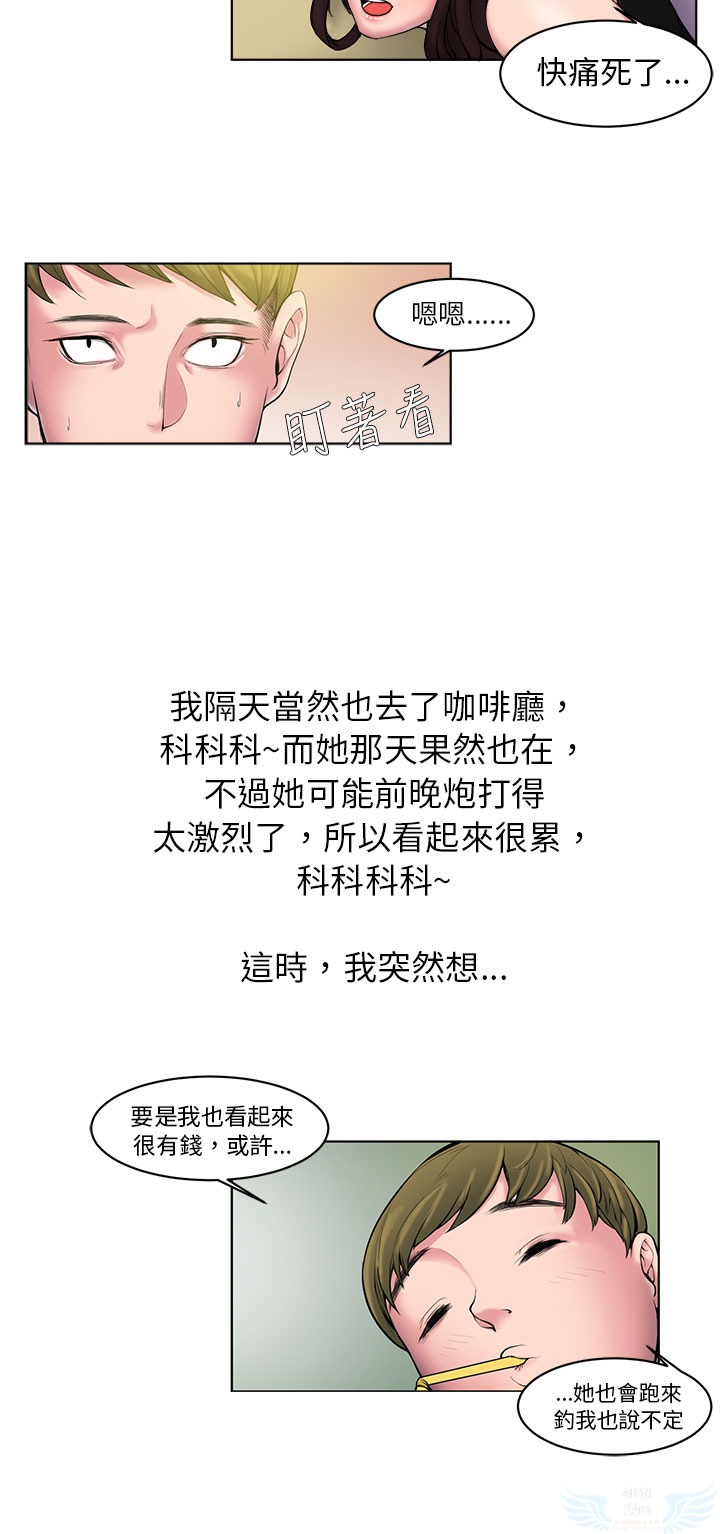 快痛死了...
嗯嗯......
盯著看
我隔天當然也去了咖啡廳，
科科科~而她那天果然也在，
不過她可能前晚炮打得
太激烈了，所以看起來很累，
科科科科~
這時，我突然想...
要是我也看起來
很有錢，或許...
...她也會跑來
釣我也說不定